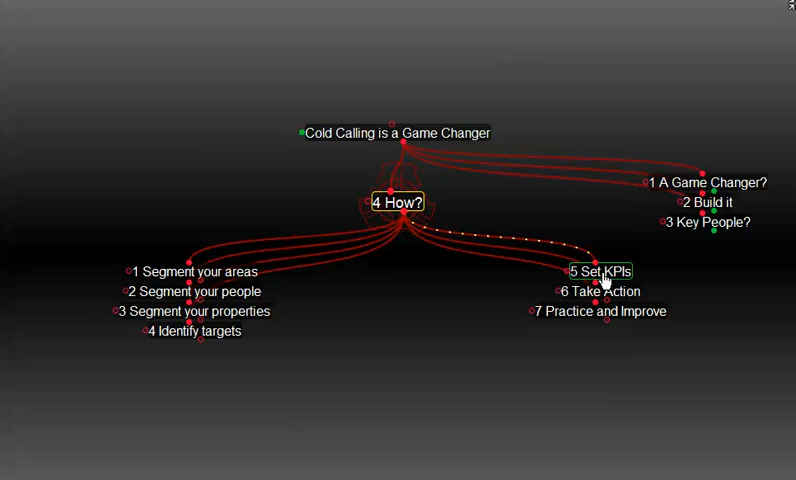 Cold Calling is a Game Changer
1 A Game Changer?
2 Build it
3 Key People?
4 How?
1 Segment your areas
2 Segment your people
3 Segment your properties
4 Identify targets
5 Set KPIs
6 Take Action
7 Practice and Improve